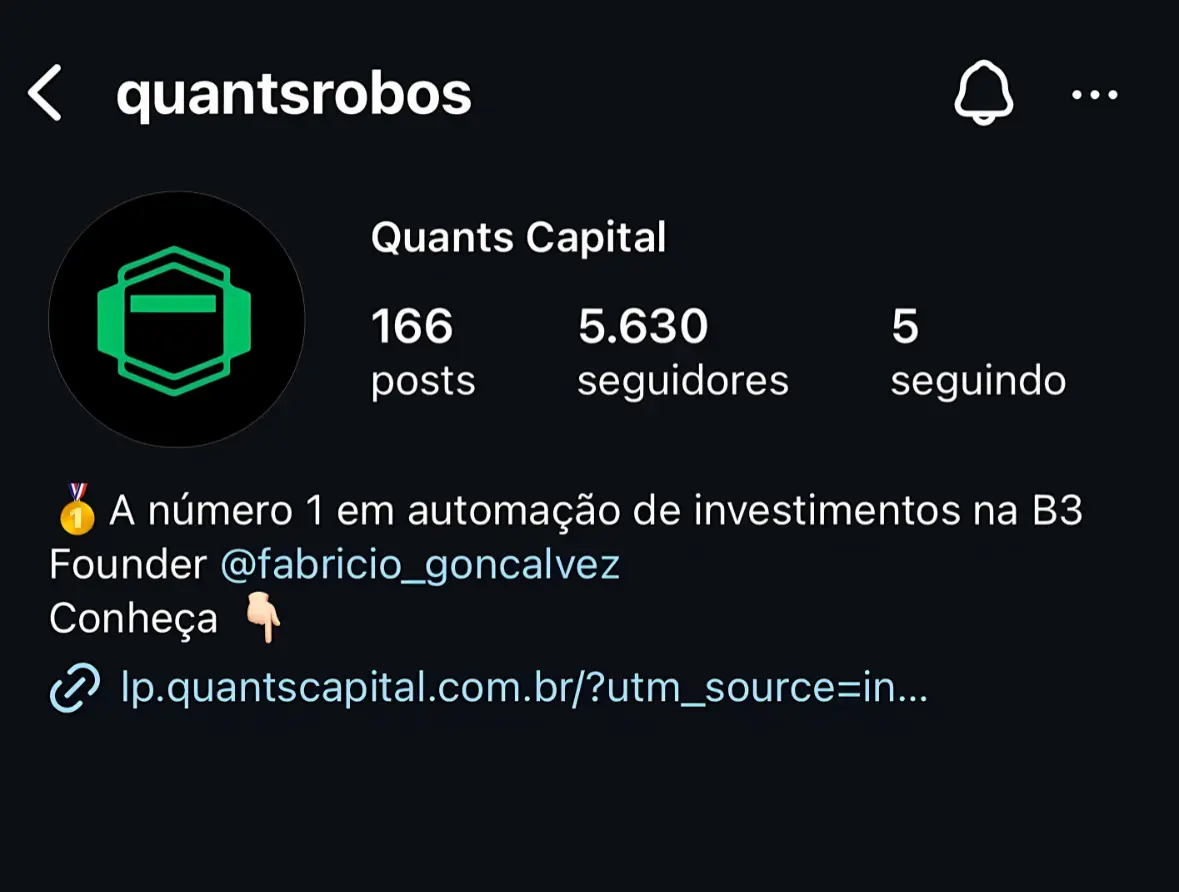 quantsrobos
Quants Capital
166 5.630 5
posts seguidores seguindo
🥇 A número 1 em automação de investimentos na B3
Founder @fabricio_goncalvez
Conheça 👇🏻
lp.quantscapital.com.br/?utm_source=in...